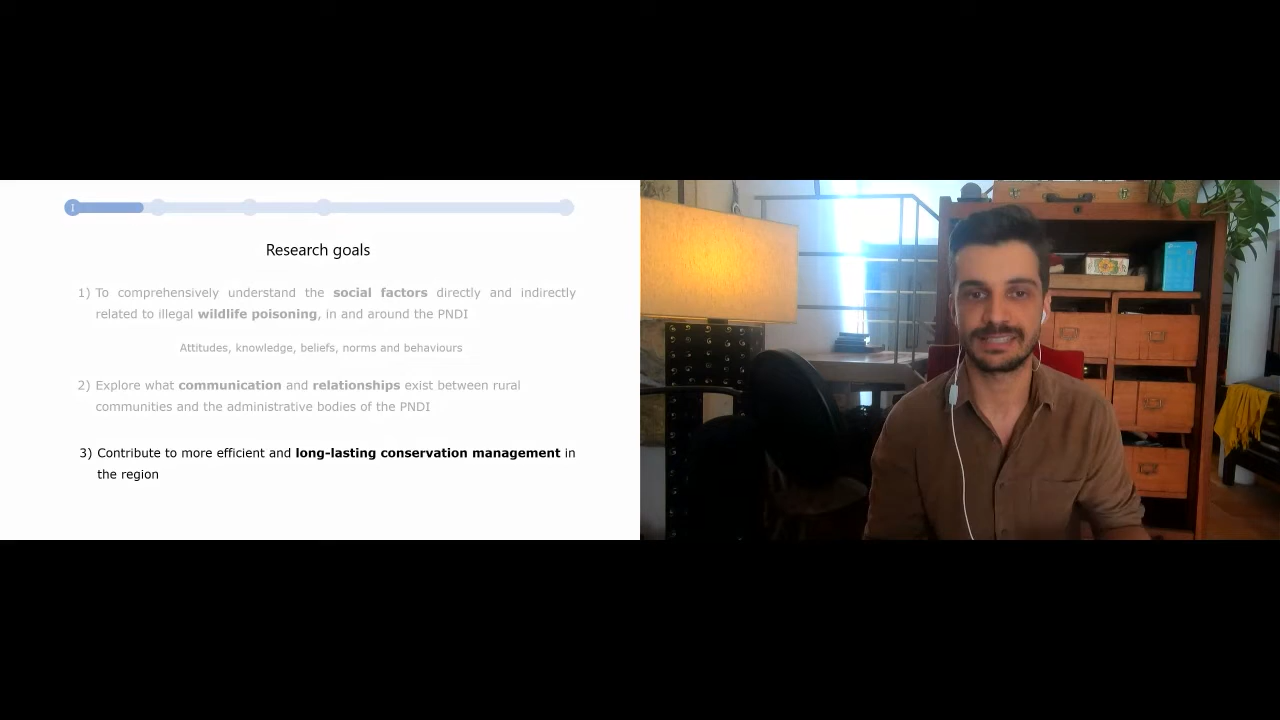 I
Research goals
1) To comprehensively understand the social factors directly and indirectly
related to illegal wildlife poisoning, in and around the PNDI
Attitudes, knowledge, beliefs, norms and behaviours
2) Explore what communication and relationships exist between rural
communities and the administrative bodies of the PNDI
3) Contribute to more efficient and long-lasting conservation management in
the region